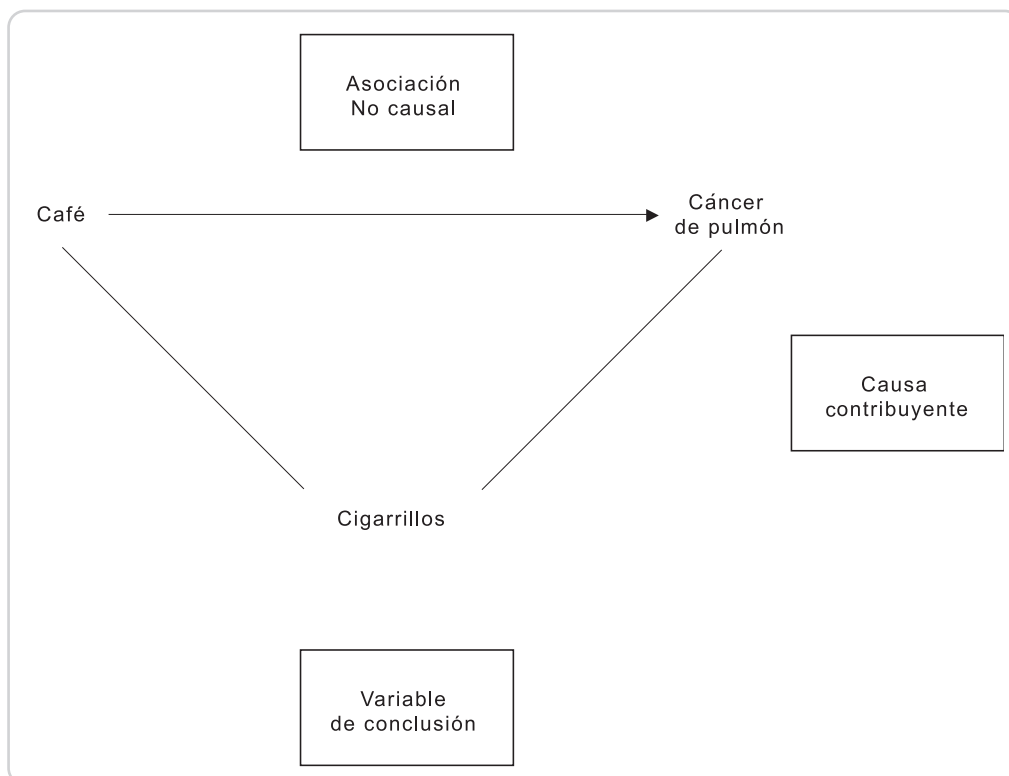 Asociación
No causal
Café
Cáncer
de pulmón
Causa
contribuyente
Cigarrillos
Variable
de conclusión